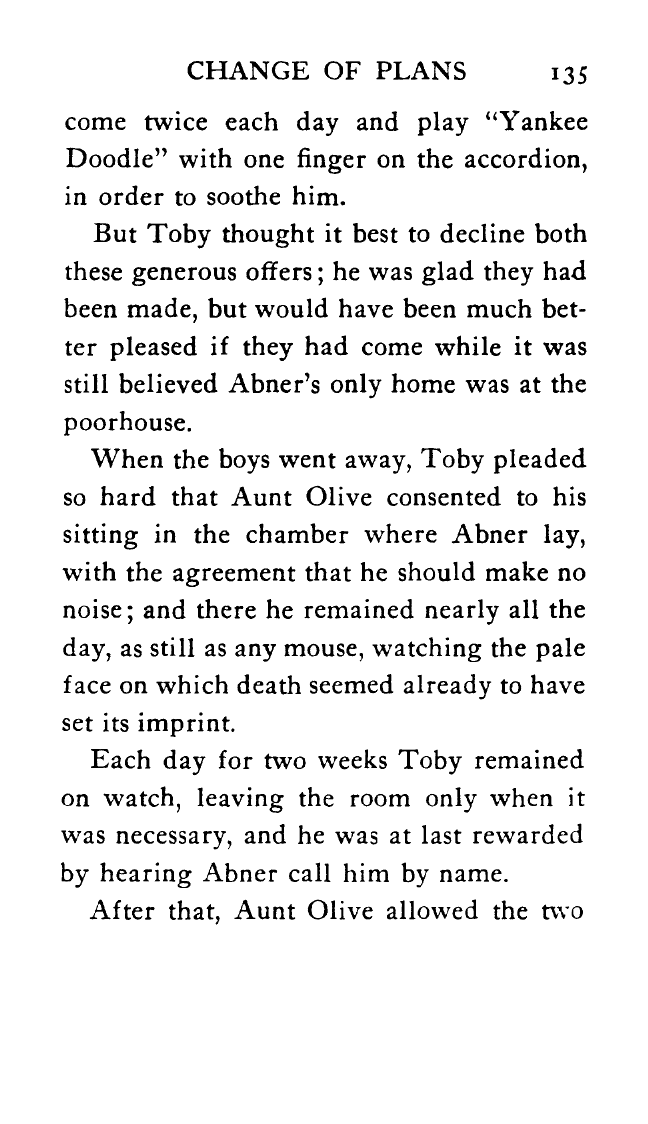 CHANGE OF PLANS 135
come twice each day and play “Yankee
Doodle” with one finger on the accordion,
in order to soothe him.
But Toby thought it best to decline both
these generous offers; he was glad they had
been made, but would have been much bet-
ter pleased if they had come while it was
still believed Abner’s only home was at the
poorhouse.
When the boys went away, Toby pleaded
so hard that Aunt Olive consented to his
sitting in the chamber where Abner lay,
with the agreement that he should make no
noise; and there he remained nearly all the
day, as still as any mouse, watching the pale
face on which death seemed already to have
set its imprint.
Each day for two weeks Toby remained
on watch, leaving the room only when it
was necessary, and he was at last rewarded
by hearing Abner call him by name.
After that, Aunt Olive allowed the two